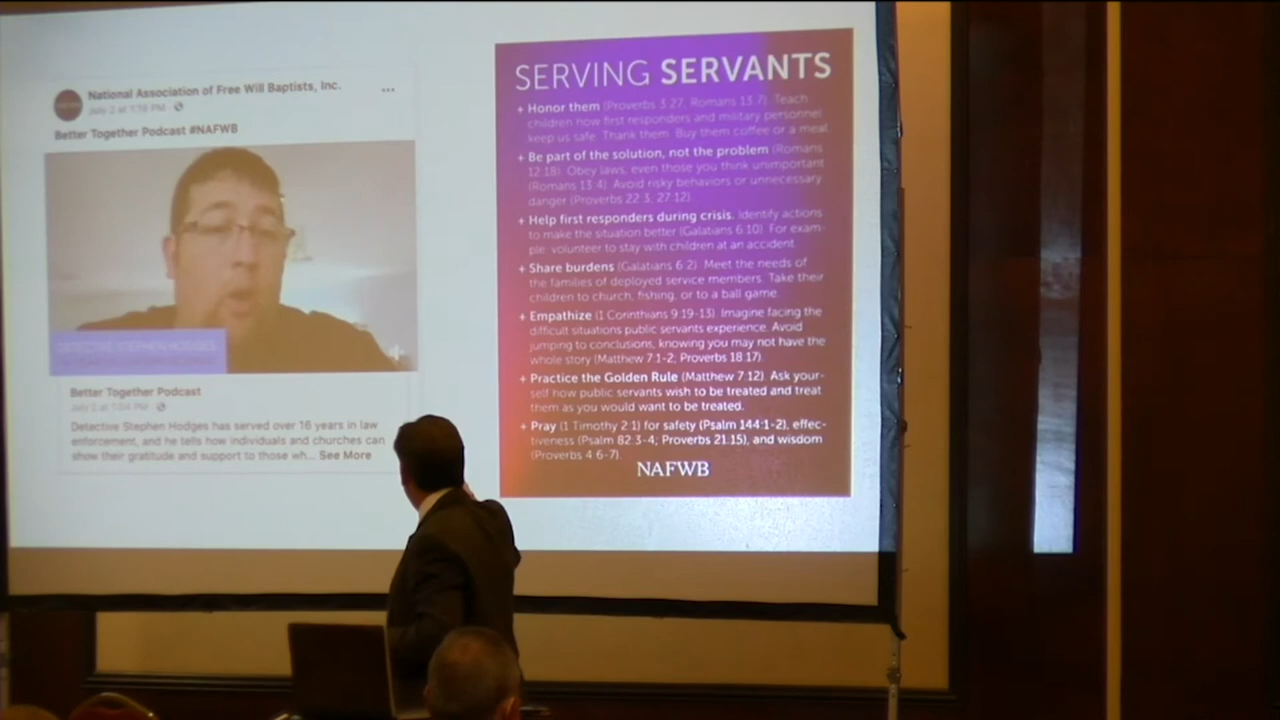 National Association of Free Will Baptists, Inc.
July 2 at 1:19 PM
Better Together Podcast #NAFWB
Better Together Podcast
July 2 at 1:04 PM
Detective Stephen Hodges has served over 16 years in law
enforcement, and he tells how individuals and churches can
show their gratitude and support to those wh... See More
SERVING SERVANTS
+ Honor them (Proverbs 3:27, Romans 13:7). Teach
children how first responders and military personnel
keep us safe. Thank them. Buy them coffee or a meal.
+ Be part of the solution, not the problem (Romans
12:18). Obey laws, even those you think unimportant
(Romans 13:4). Avoid risky behaviors or unnecessary
danger (Proverbs 22:3, 27:12).
+ Help first responders during crisis. Identify actions
to make the situation better (Galatians 6:10). For exam-
ple: volunteer to stay with children at an accident.
+ Share burdens (Galatians 6:2). Meet the needs of
the families of deployed service members. Take their
children to church, fishing, or to a ball game.
+ Empathize (1 Corinthians 9:19-13). Imagine facing the
difficult situations public servants experience. Avoid
jumping to conclusions, knowing you may not have the
whole story (Matthew 7:1-2; Proverbs 18:17).
+ Practice the Golden Rule (Matthew 7:12). Ask your-
self how public servants wish to be treated and treat
them as you would want to be treated.
+ Pray (1 Timothy 2:1) for safety (Psalm 144:1-2), effec-
tiveness (Psalm 82:3-4; Proverbs 21:15), and wisdom
(Proverbs 4:6-7).
NAFWB